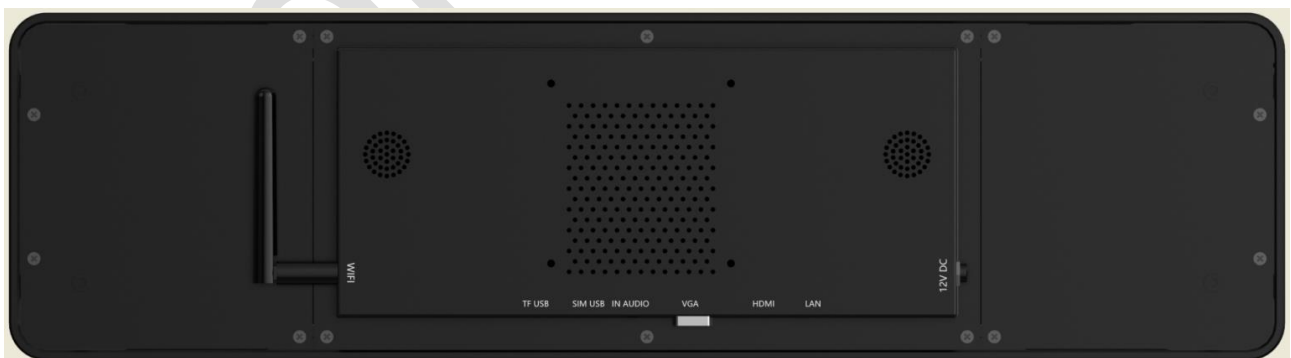 WIFI
12V DC
TF USB SIM USB IN AUDIO VGA HDMI LAN